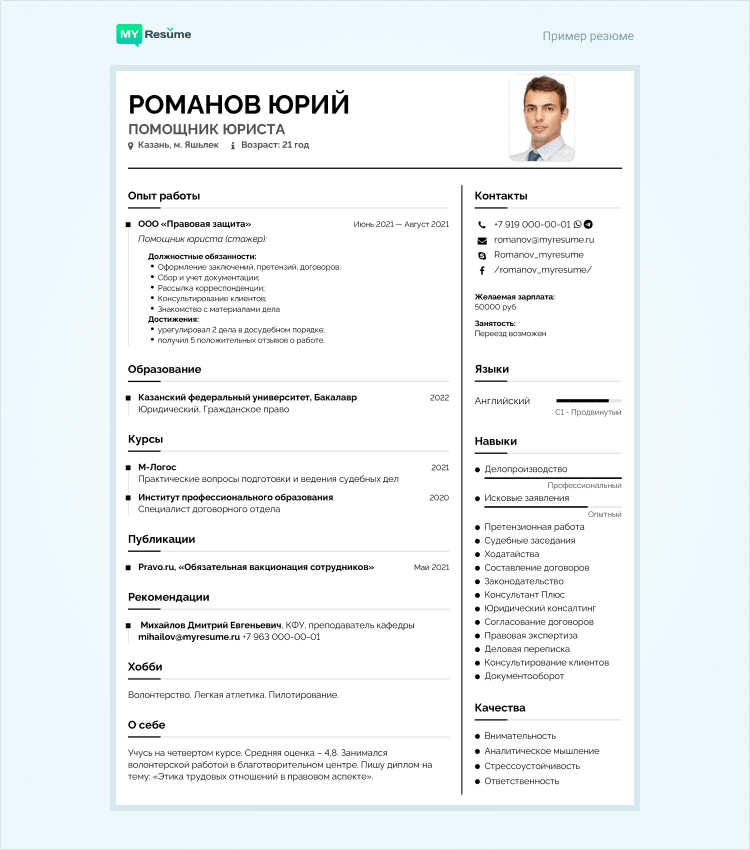 MY Resume
Пример резюме
РОМАНОВ ЮРИЙ
ПОМОЩНИК ЮРИСТА
Казань, м. Яшьлек Возраст: 21 год
Опыт работы
ООО «Правовая защита» Июнь 2021 — Август 2021
Помощник юриста (стажер):
Должностные обязанности:
Оформление заключений, претензий, договоров;
Сбор и учет документации;
Рассылка корреспонденции;
Консультирование клиентов;
Знакомство с материалами дела
Достижения:
урегулировал 2 дела в досудебном порядке;
получил 5 положительных отзывов о работе.
Образование
Казанский федеральный университет, Бакалавр 2022
Юридический, Гражданское право
Курсы
М-Логос 2021
Практические вопросы подготовки и ведения судебных дел
Институт профессионального образования 2020
Специалист договорного отдела
Публикации
Pravo.ru, «Обязательная вакционация сотрудников» Май 2021
Рекомендации
Михайлов Дмитрий Евгеньевич, КФУ, преподаватель кафедры
mihailov@myresume.ru +7 963 000-00-01
Хобби
Волонтерство. Легкая атлетика. Пилотирование.
О себе
Учусь на четвертом курсе. Средняя оценка – 4,8. Занимался
волонтерской работой в благотворительном центре. Пишу диплом на
тему: «Этика трудовых отношений в правовом аспекте».
Контакты
+7 919 000-00-01
romanov@myresume.ru
Romanov_myresume
/romanov_myresume/
Желаемая зарплата:
50000 руб
Занятость:
Переезд возможен
Языки
Английский
C1 - Продвинутый
Навыки
Делопроизводство
Профессиональный
Исковые заявления
Опытный
Претензионная работа
Судебные заседания
Ходатайства
Составление договоров
Законодательство
Консультант Плюс
Юридический консалтинг
Согласование договоров
Правовая экспертиза
Деловая переписка
Консультирование клиентов
Документооборот
Качества
Внимательность
Аналитическое мышление
Стрессоустойчивость
Ответственность